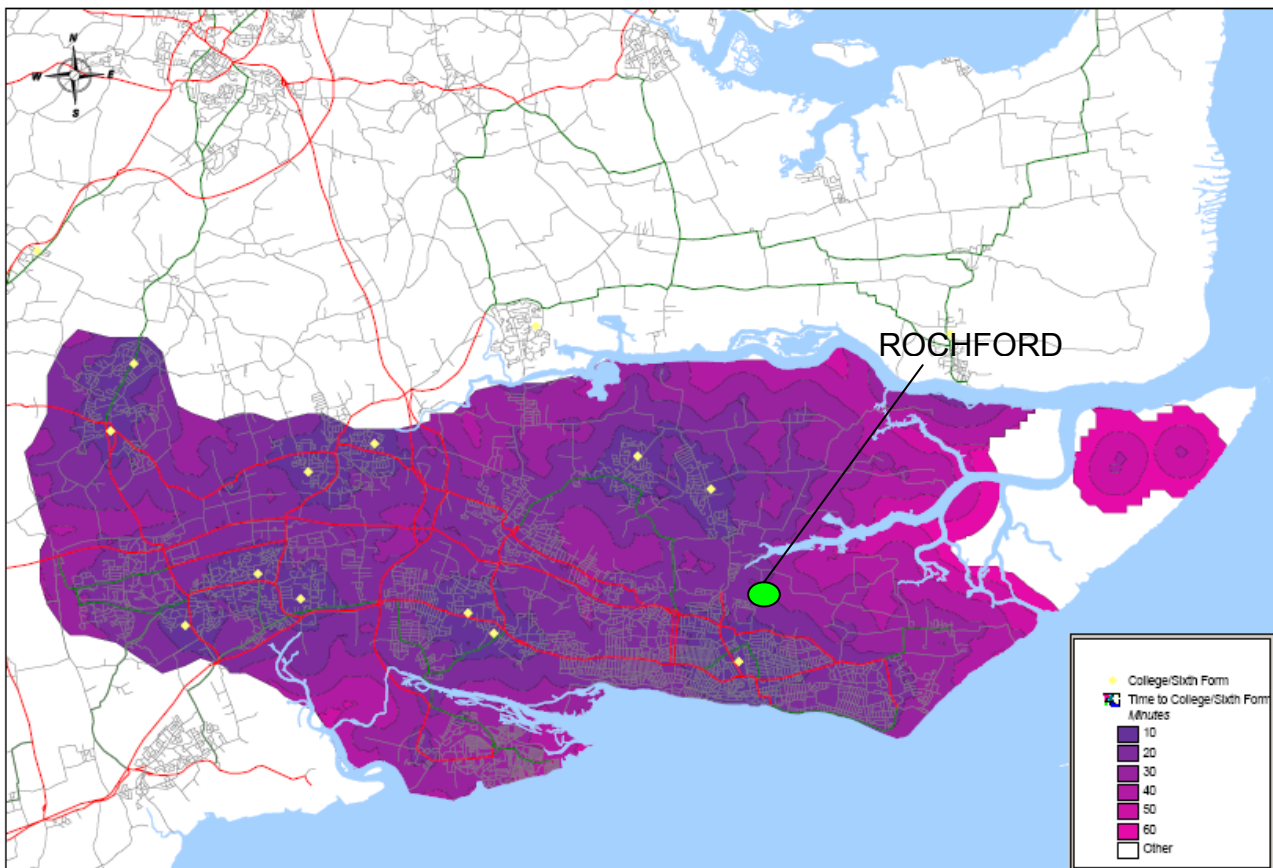 N
W E
S
ROCHFORD
College/Sixth Form
Time to College/Sixth Form
Minutes
10
20
30
40
50
60
Other